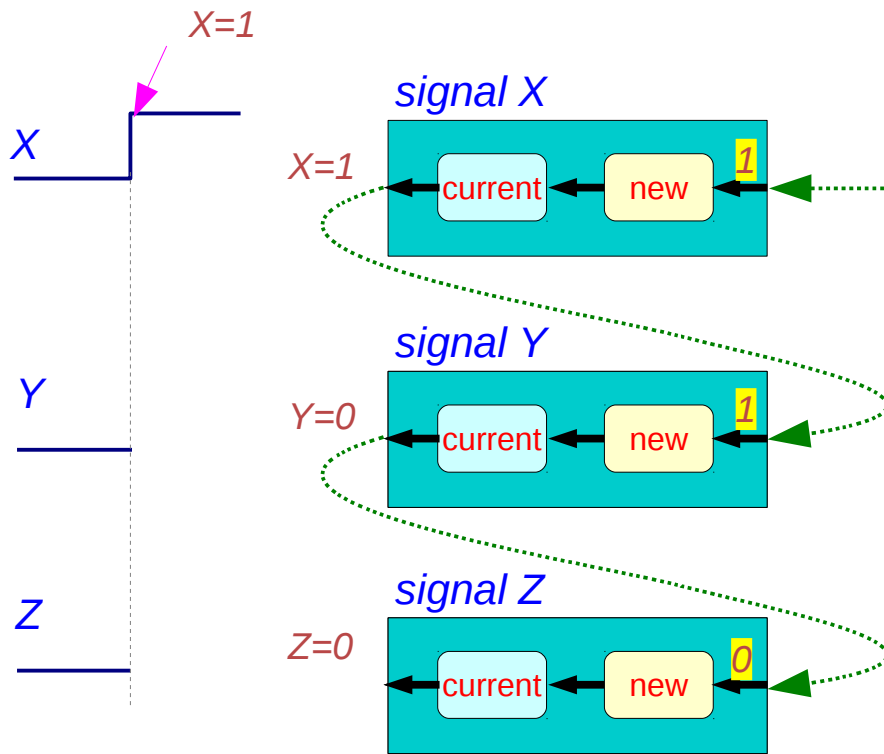 X=1
X
Y
Z
signal X
X=1
current
new
1
signal Y
Y=0
current
new
1
signal Z
Z=0
current
new
0